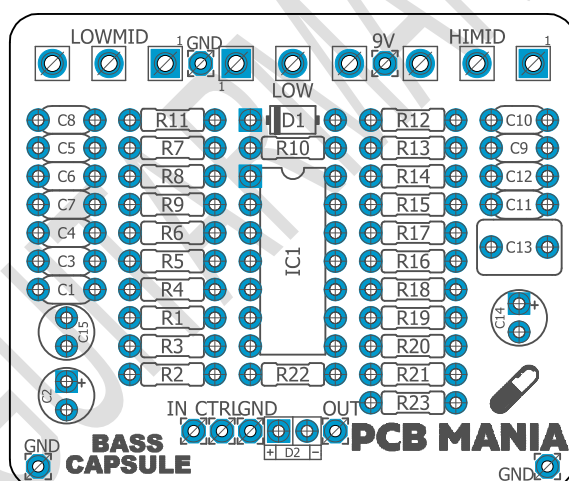 LOWMID 1 GND 9V HIMID 1
1 LOW
C8 R11 D1 R12 C10
C5 R7 R10 R13 C9
C6 R8 R14 C12
C7 R9 R15 C11
C4 R6 IC1 R17 C13
C3 R5 R16
C1 R4 R18
C15 R1 R19 C14 +
R3 R20
R2 R22 R21
C2 + R23
IN CTRL GND OUT
+ D2 -
GND BASS CAPSULE PCB MANIA
GND